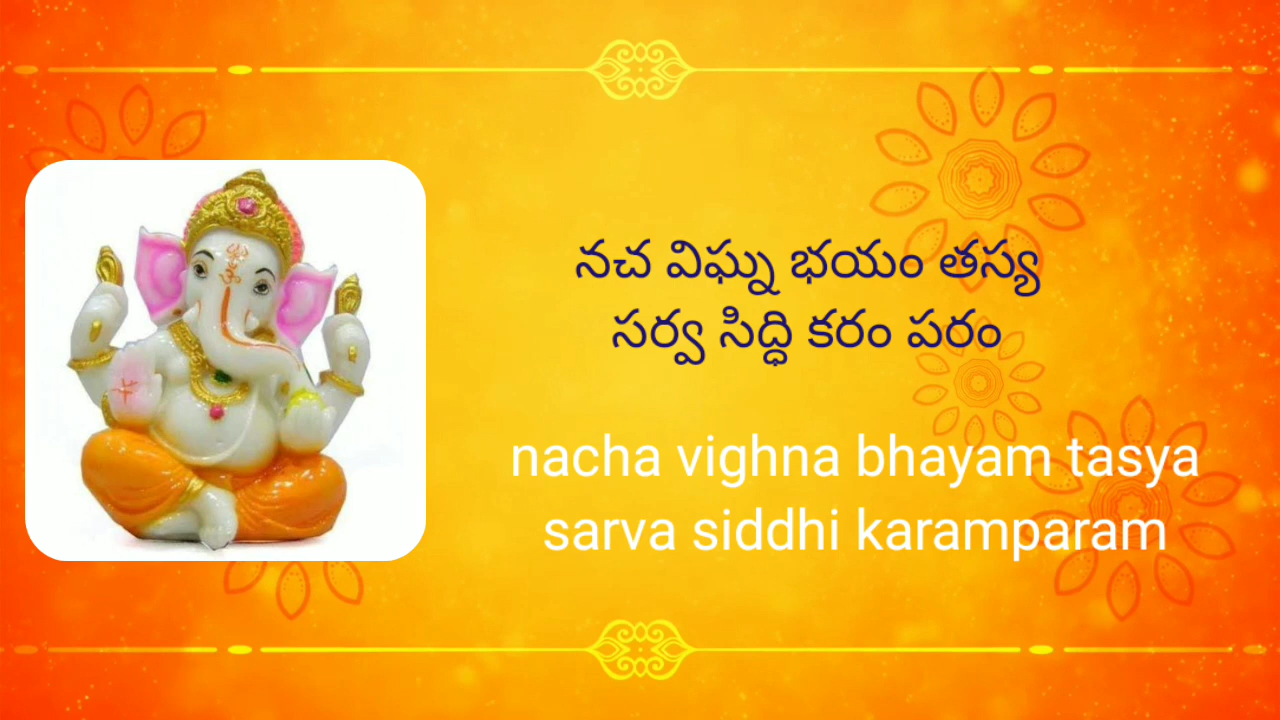 నచ విఘ్న భయం తస్య
సర్వ సిద్ధి కరం పరం
nacha vighna bhayam tasya
sarva siddhi karamparam